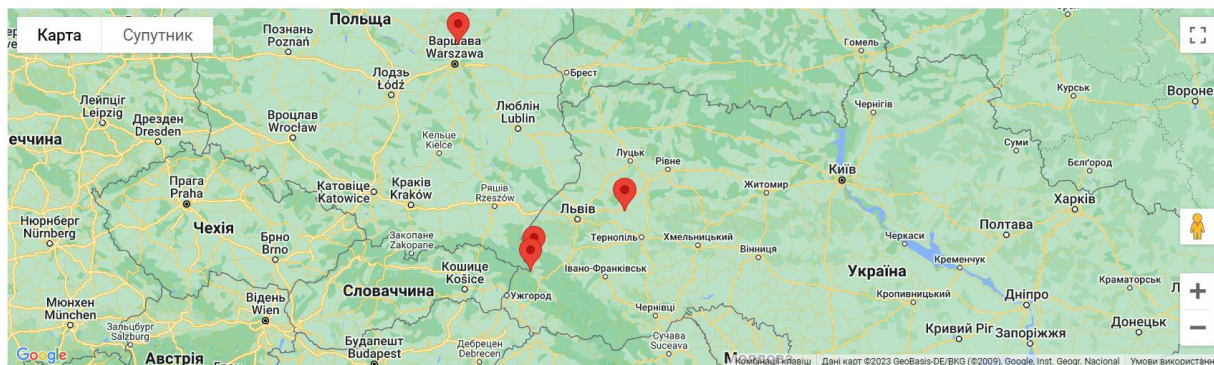 Карта
Супутник
Польща
Познань
Poznań
Варшава
Warszawa
Лодзь
Łódź
Брест
Гомель
Лейпціг
Leipzig
Дрезден
Dresden
Вроцлав
Wrocław
Люблін
Lublin
Кельце
Kielce
Чернігів
Курськ
Вороне
еччина
Прага
Praha
Катовіце
Katowice
Краків
Kraków
Ряшів
Rzeszów
Луцьк
Рівне
Житомир
Київ
Суми
Бєлгород
Харків
Нюрнберг
Nürnberg
Чехія
Брно
Brno
Закопане
Zakopane
Львів
Тернопіль
Хмельницький
Вінниця
Черкаси
Полтава
Кременчук
Словаччина
Кошице
Košice
Ужгород
Івано-Франківськ
Україна
Краматорськ
Мюнхен
München
Зальцбург
Salzburg
Відень
Wien
Будапешт
Budapest
Дебрецен
Debrecen
Чернівці
Сучава
Suceava
Кропивницький
Дніпро
Кривий Ріг
Запоріжжя
Донецьк
Google
Австрія
Комбінації клавіш
Дані карт ©2023 GeoBasis-DE/BKG (©2009), Google, Inst. Geogr. Nacional
Умови використанн